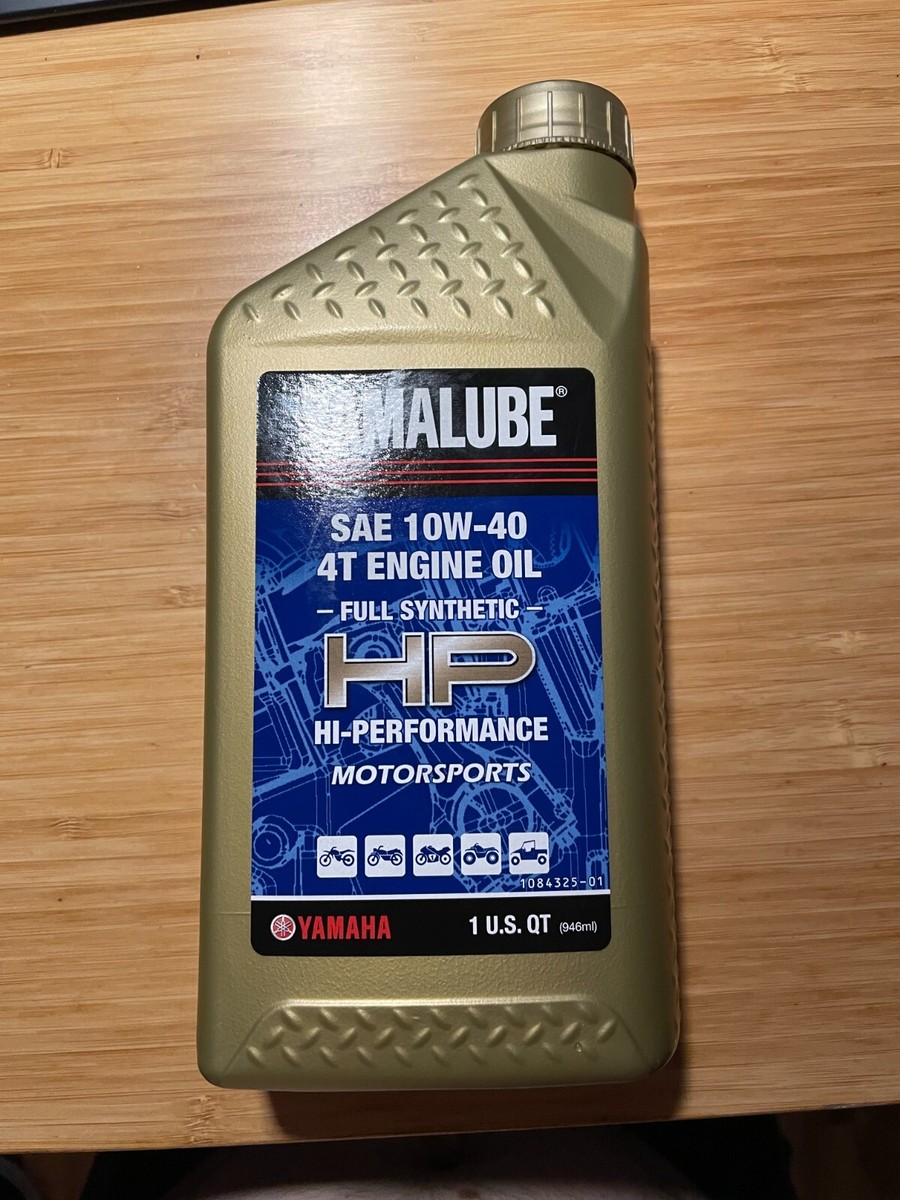 MALUBE®
SAE 10W-40
4T ENGINE OIL
– FULL SYNTHETIC –
HP
HI-PERFORMANCE
MOTORSPORTS
1084325-01
YAMAHA 1 U.S. QT (946ml)